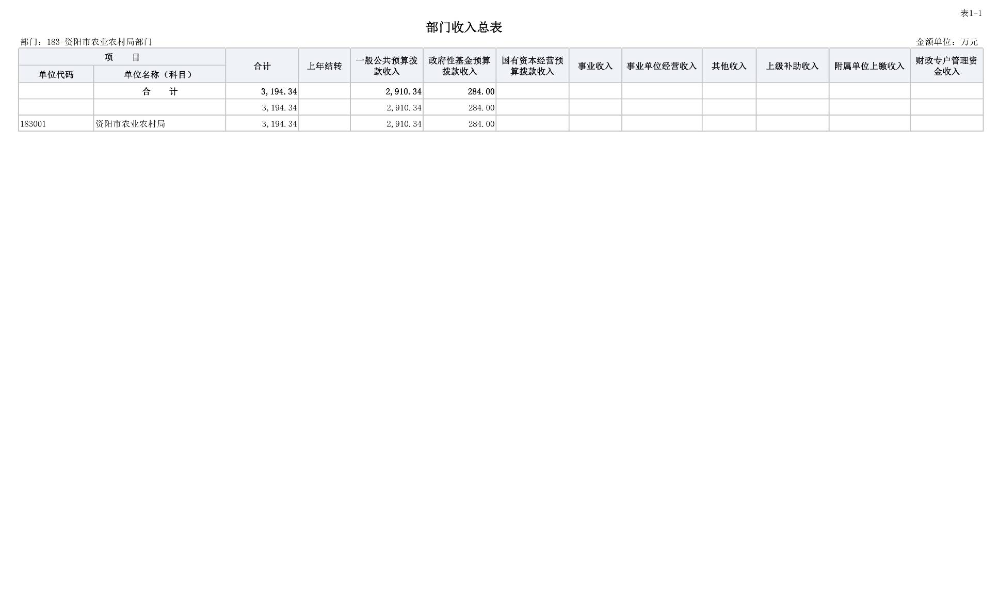 表1-1
部门收入总表
部门：183-资阳市农业农村局部门 金额单位：万元
项 目 合计 上年结转 一般公共预算拨款收入 政府性基金预算拨款收入 国有资本经营预算拨款收入 事业收入 事业单位经营收入 其他收入 上级补助收入 附属单位上缴收入 财政专户管理资金收入
单位代码 单位名称（科目）
合 计 3,194.34 2,910.34 284.00
3,194.34 2,910.34 284.00
183001 资阳市农业农村局 3,194.34 2,910.34 284.00